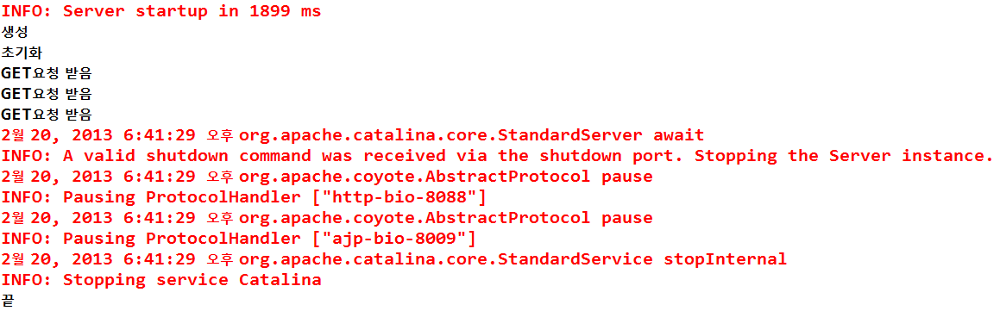 INFO: Server startup in 1899 ms
생성
초기화
GET요청 받음
GET요청 받음
GET요청 받음
2월 20, 2013 6:41:29 오후 org.apache.catalina.core.StandardServer await
INFO: A valid shutdown command was received via the shutdown port. Stopping the Server instance.
2월 20, 2013 6:41:29 오후 org.apache.coyote.AbstractProtocol pause
INFO: Pausing ProtocolHandler ["http-bio-8088"]
2월 20, 2013 6:41:29 오후 org.apache.coyote.AbstractProtocol pause
INFO: Pausing ProtocolHandler ["ajp-bio-8009"]
2월 20, 2013 6:41:29 오후 org.apache.catalina.core.StandardService stopInternal
INFO: Stopping service Catalina
끝